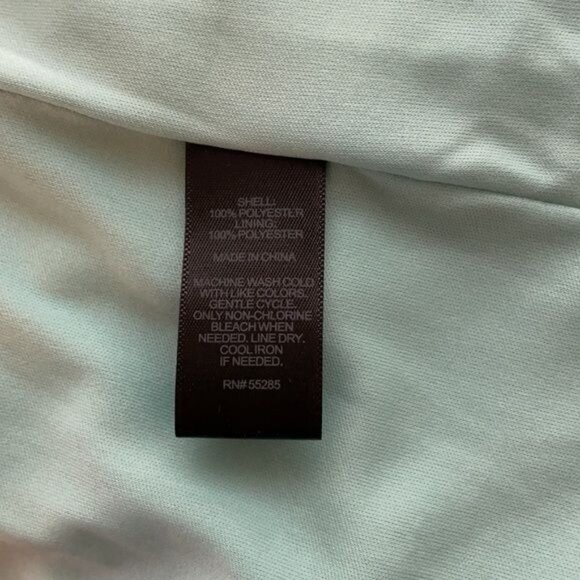 SHELL:
100% POLYESTER
LINING:
100% POLYESTER
MADE IN CHINA
MACHINE WASH COLD
WITH LIKE COLORS.
GENTLE CYCLE.
ONLY NON-CHLORINE
BLEACH WHEN
NEEDED. LINE DRY.
COOL IRON
IF NEEDED.
RN# 55285